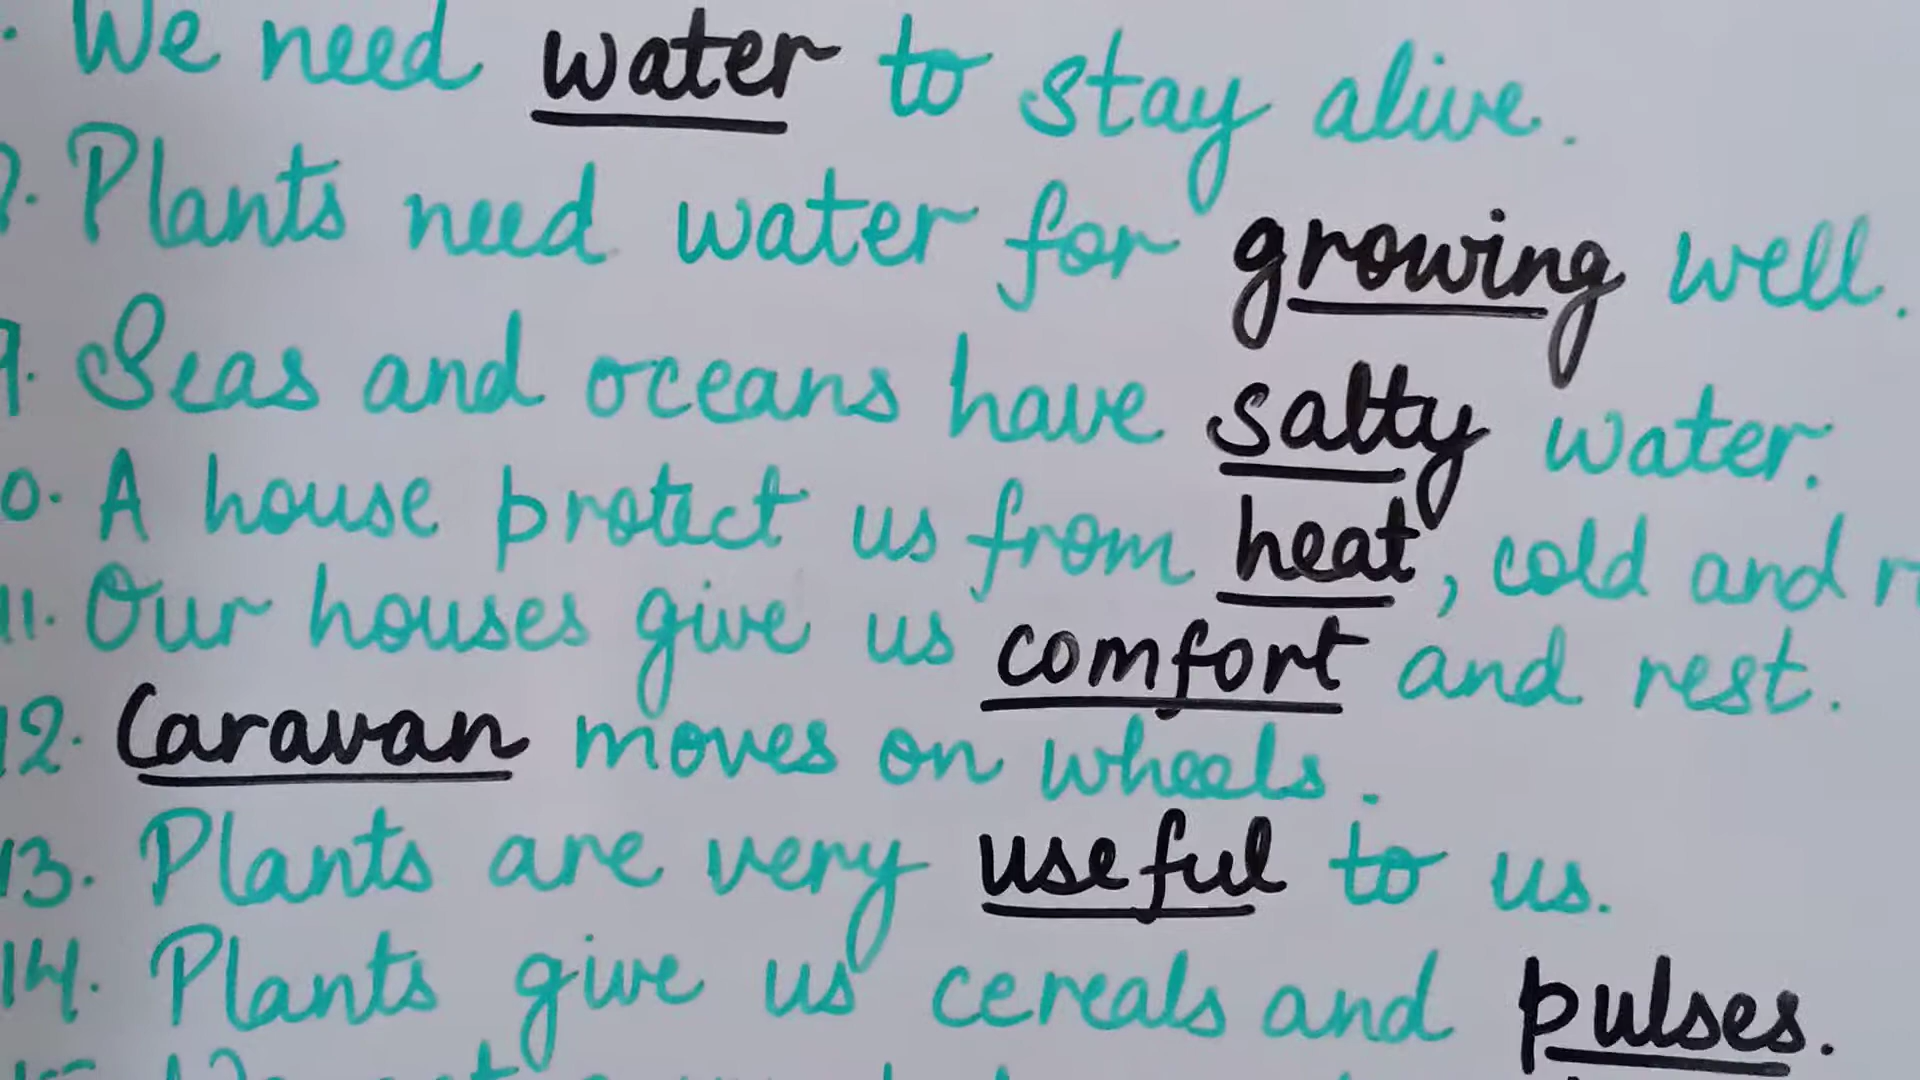 . We need water to stay alive.
. Plants need water for growing well.
9. Seas and oceans have salty water.
0. A house protect us from heat, cold and
11. Our houses give us comfort and rest.
12. Caravan moves on wheels.
13. Plants are very useful to us.
14. Plants give us cereals and pulses.